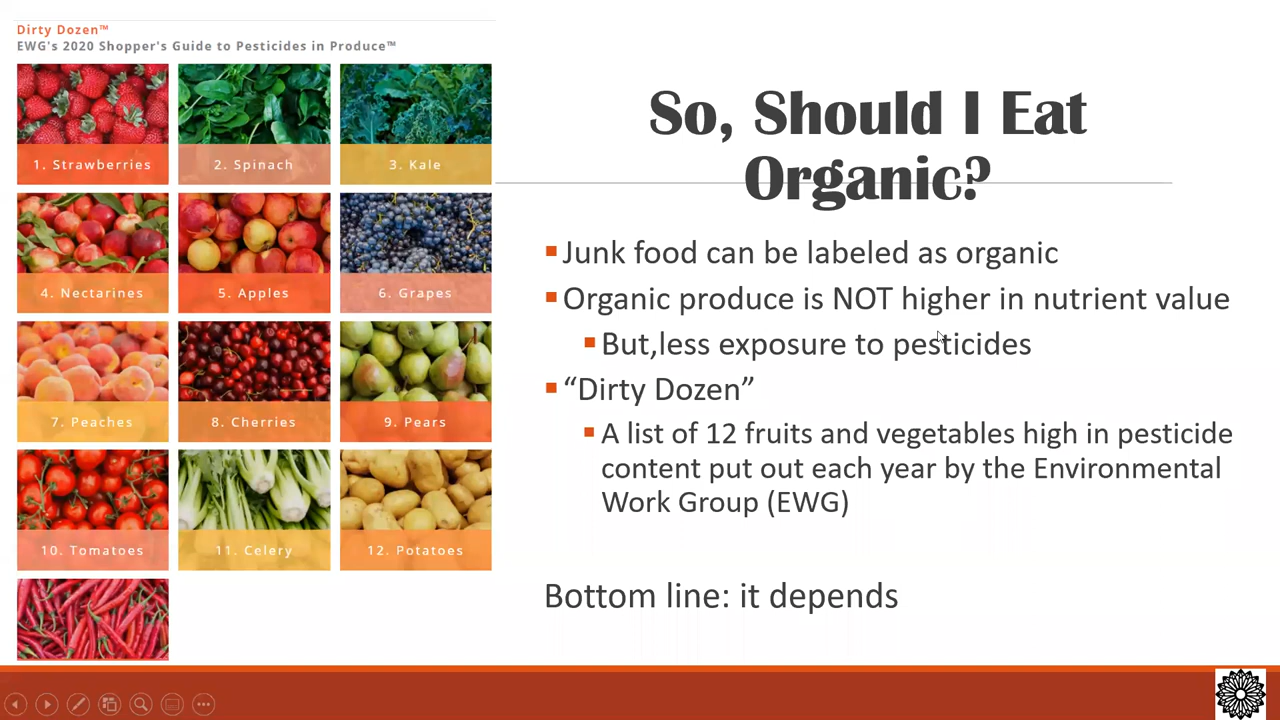 Dirty Dozen™
EWG's 2020 Shopper's Guide to Pesticides in Produce™
1. Strawberries
2. Spinach
3. Kale
4. Nectarines
5. Apples
6. Grapes
7. Peaches
8. Cherries
9. Pears
10. Tomatoes
11. Celery
12. Potatoes
So, Should I Eat
Organic?
Junk food can be labeled as organic
Organic produce is NOT higher in nutrient value
But,less exposure to pesticides
“Dirty Dozen”
A list of 12 fruits and vegetables high in pesticide
content put out each year by the Environmental
Work Group (EWG)
Bottom line: it depends